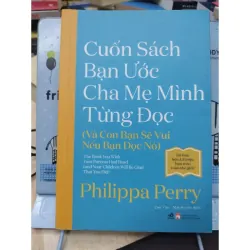 Cuốn Sách
Bạn Ước
Cha Mẹ Mình
Từng Đọc
(Và Con Bạn Sẽ Vui
Nếu Bạn Đọc Nó)
The Book You Wish
Your Parents Had Read
(and Your Children Will Be Glad
That You Did)
Philippa Perry